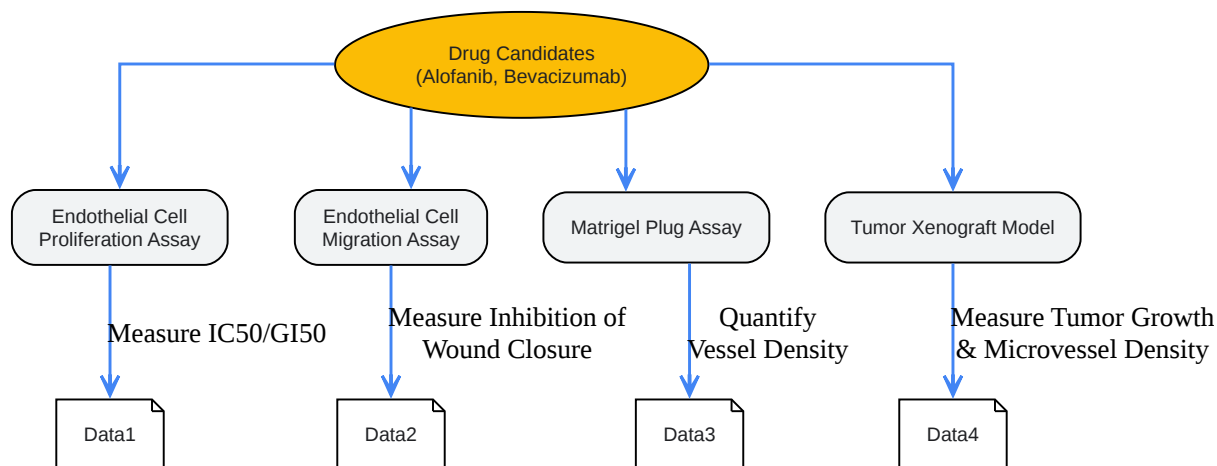 Drug Candidates
(Alofanib, Bevacizumab)
Endothelial Cell
Proliferation Assay
Endothelial Cell
Migration Assay
Matrigel Plug Assay
Tumor Xenograft Model
Measure IC50/GI50
Measure Inhibition of
Wound Closure
Quantify
Vessel Density
Measure Tumor Growth
& Microvessel Density
Data1
Data2
Data3
Data4